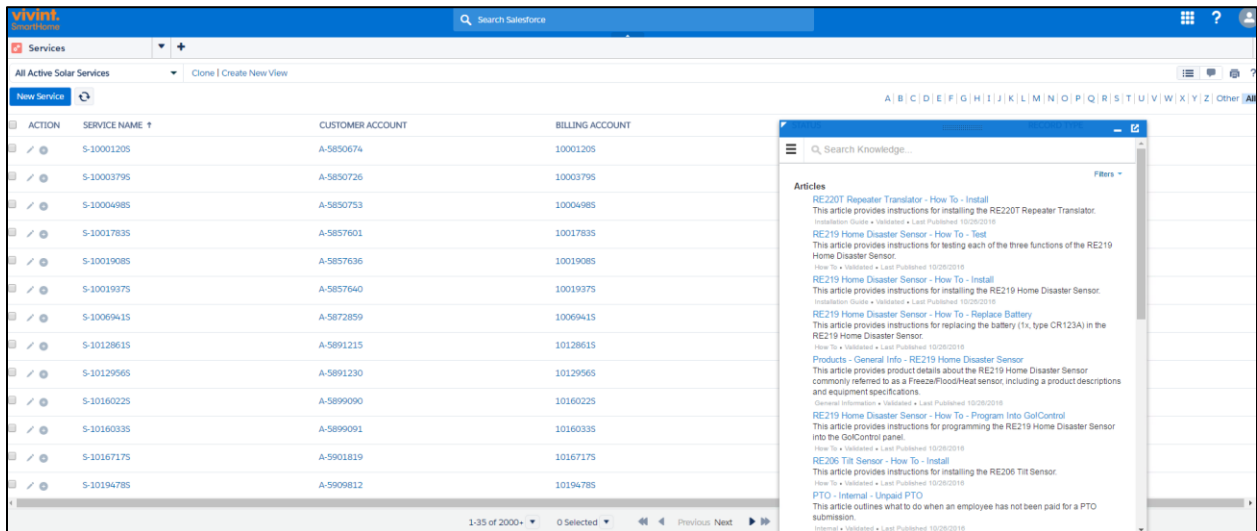 vivint.
SmartHome
Search Salesforce
?
Services
+
All Active Solar Services
Clone | Create New View
?
New Service
A | B | C | D | E | F | G | H | I | J | K | L | M | N | O | P | Q | R | S | T | U | V | W | X | Y | Z | Other | All
ACTION SERVICE NAME ↑ CUSTOMER ACCOUNT BILLING ACCOUNT STATUS RECORD TYPE
S-1000120S A-5850674 1000120S
S-1000379S A-5850726 1000379S
S-1000498S A-5850753 1000498S
S-1001783S A-5857601 1001783S
S-1001908S A-5857636 1001908S
S-1001937S A-5857640 1001937S
S-1006941S A-5872859 1006941S
S-1012861S A-5891215 1012861S
S-1012956S A-5891230 1012956S
S-1016022S A-5899090 1016022S
S-1016033S A-5899091 1016033S
S-1016717S A-5901819 1016717S
S-1019478S A-5909812 1019478S
1-35 of 2000+ 0 Selected Previous Next
Search Knowledge...
Filters
Articles
RE220T Repeater Translator - How To - Install
This article provides instructions for installing the RE220T Repeater Translator.
Installation Guide • Validated • Last Published 10/26/2016
RE219 Home Disaster Sensor - How To - Test
This article provides instructions for testing each of the three functions of the RE219
Home Disaster Sensor.
How To • Validated • Last Published 10/26/2016
RE219 Home Disaster Sensor - How To - Install
This article provides instructions for installing the RE219 Home Disaster Sensor.
Installation Guide • Validated • Last Published 10/26/2016
RE219 Home Disaster Sensor - How To - Replace Battery
This article provides instructions for replacing the battery (1x, type CR123A) in the
RE219 Home Disaster Sensor.
How To • Validated • Last Published 10/26/2016
Products - General Info - RE219 Home Disaster Sensor
This article provides product details about the RE219 Home Disaster Sensor
commonly referred to as a Freeze/Flood/Heat sensor, including a product descriptions
and equipment specifications.
General Information • Validated • Last Published 10/26/2016
RE219 Home Disaster Sensor - How To - Program Into Go!Control
This article provides instructions for programming the RE219 Home Disaster Sensor
into the Go!Control panel.
How To • Validated • Last Published 10/26/2016
RE206 Tilt Sensor - How To - Install
This article provides instructions for installing the RE206 Tilt Sensor.
How To • Validated • Last Published 10/26/2016
PTO - Internal - Unpaid PTO
This article outlines what to do when an employee has not been paid for a PTO
submission.
Internal • Validated • Last Published 10/26/2016